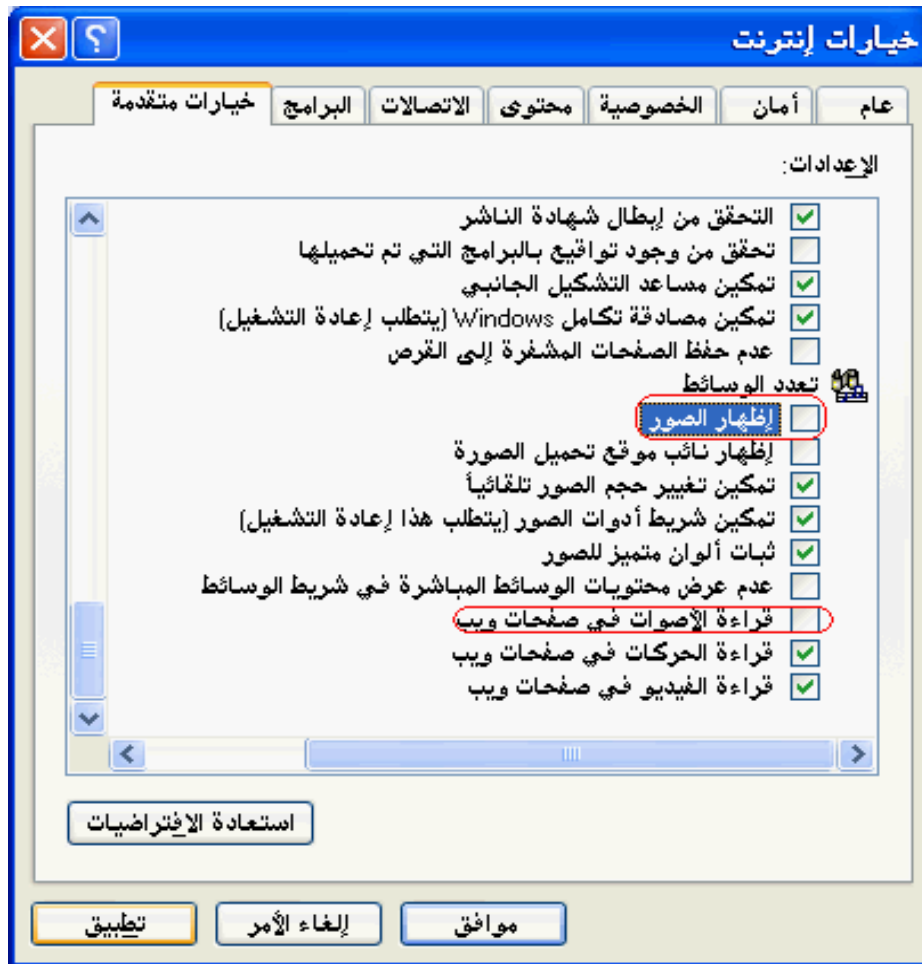 خيارات إنترنت
عام أمان الخصوصية محتوى الاتصالات البرامج خيارات متقدمة
الإعدادات:
التحقق من إبطال شهادة الناشر
تحقق من وجود تواقيع بالبرامج التي تم تحميلها
تمكين مساعد التشكيل الجانبي
تمكين مصادقة تكامل Windows (يتطلب إعادة التشغيل)
عدم حفظ الصفحات المشفرة إلى القرص
تعدد الوسائط
إظهار الصور
إظهار نائب موقع تحميل الصورة
تمكين تغيير حجم الصور تلقائياً
تمكين شريط أدوات الصور (يتطلب هذا إعادة التشغيل)
ثبات ألوان متميز للصور
عدم عرض محتويات الوسائط المباشرة في شريط الوسائط
قراءة الأصوات في صفحات ويب
قراءة الحركات في صفحات ويب
قراءة الفيديو في صفحات ويب
استعادة الافتراضيات
موافق إلغاء الأمر تطبيق